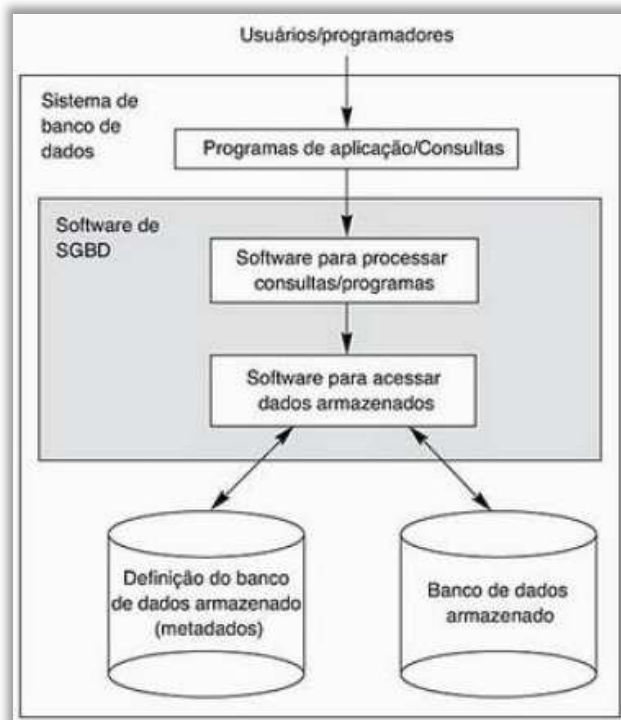 Usuários/programadores
Sistema de
banco de
dados
Programas de aplicação/Consultas
Software de
SGBD
Software para processar
consultas/programas
Software para acessar
dados armazenados
Definição do banco
de dados armazenado
(metadados)
Banco de dados
armazenado